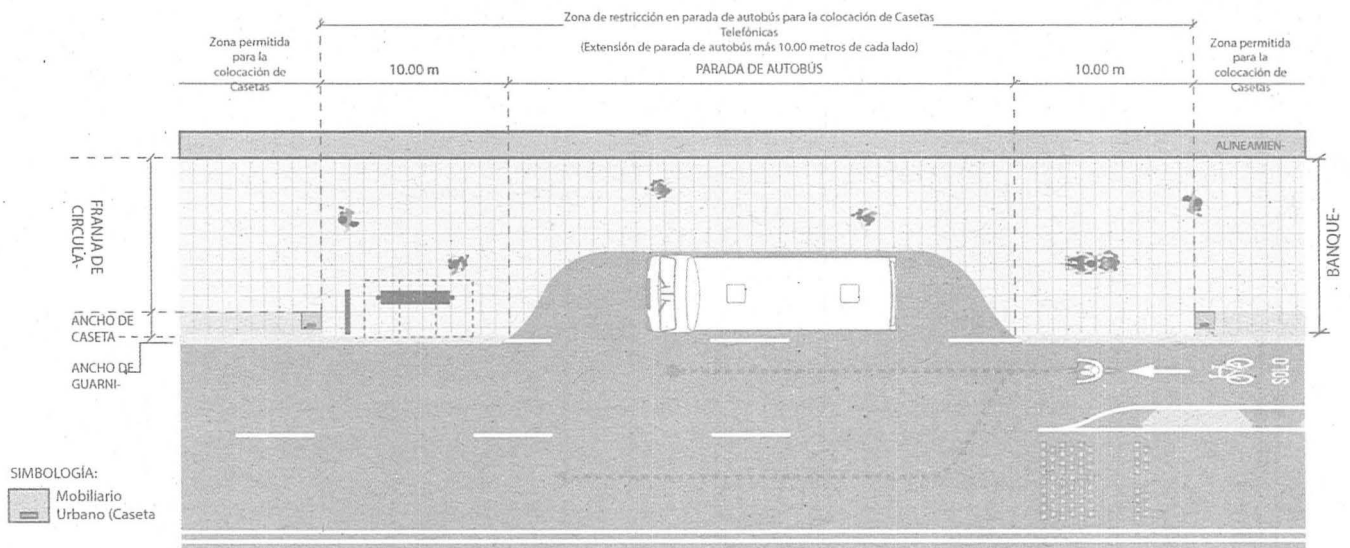 Zona de restricción en parada de autobús para la colocación de Casetas
Telefónicas
(Extensión de parada de autobús más 10.00 metros de cada lado)
Zona permitida
para la
colocación de
Casetas
10.00 m
PARADA DE AUTOBÚS
10.00 m
Zona permitida
para la
colocación de
Casetas
ALINEAMIEN-
FRANJA DE
CIRCULA-
BANQUE-
ANCHO DE
CASETA
ANCHO DE
GUARNI-
SOLO
SIMBOLOGÍA:
Mobiliario
Urbano (Caseta